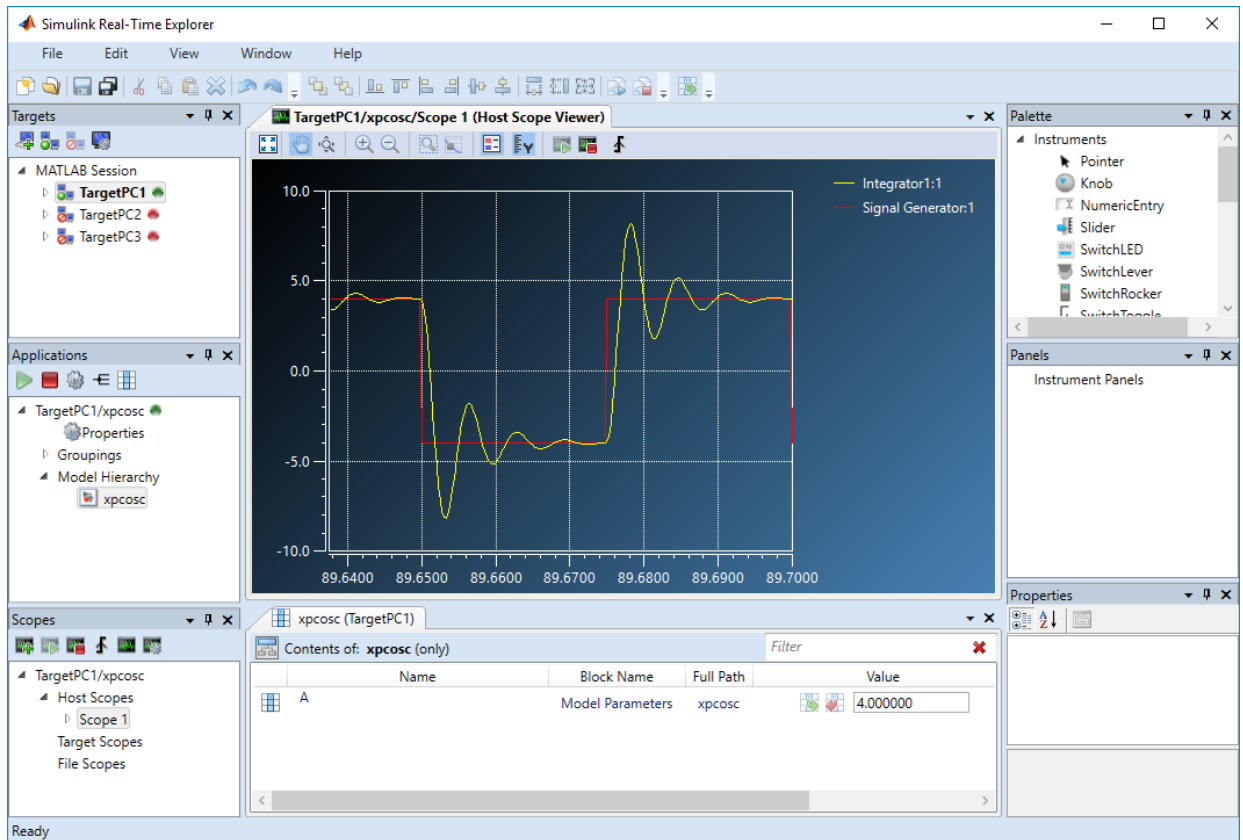 Simulink Real-Time Explorer
File Edit View Window Help
Targets
MATLAB Session
TargetPC1
TargetPC2
TargetPC3
Applications
TargetPC1/xpcosc
Properties
Groupings
Model Hierarchy
xpcosc
Scopes
TargetPC1/xpcosc
Host Scopes
Scope 1
Target Scopes
File Scopes
TargetPC1/xpcosc/Scope 1 (Host Scope Viewer)
10.0
5.0
0.0
-5.0
-10.0
89.6400 89.6500 89.6600 89.6700 89.6800 89.6900 89.7000
Integrator1:1
Signal Generator:1
xpcosc (TargetPC1)
Contents of: xpcosc (only)
Filter
Name Block Name Full Path Value
A Model Parameters xpcosc 4.000000
Palette
Instruments
Pointer
Knob
NumericEntry
Slider
SwitchLED
SwitchLever
SwitchRocker
SwitchToggle
Panels
Instrument Panels
Properties
Ready